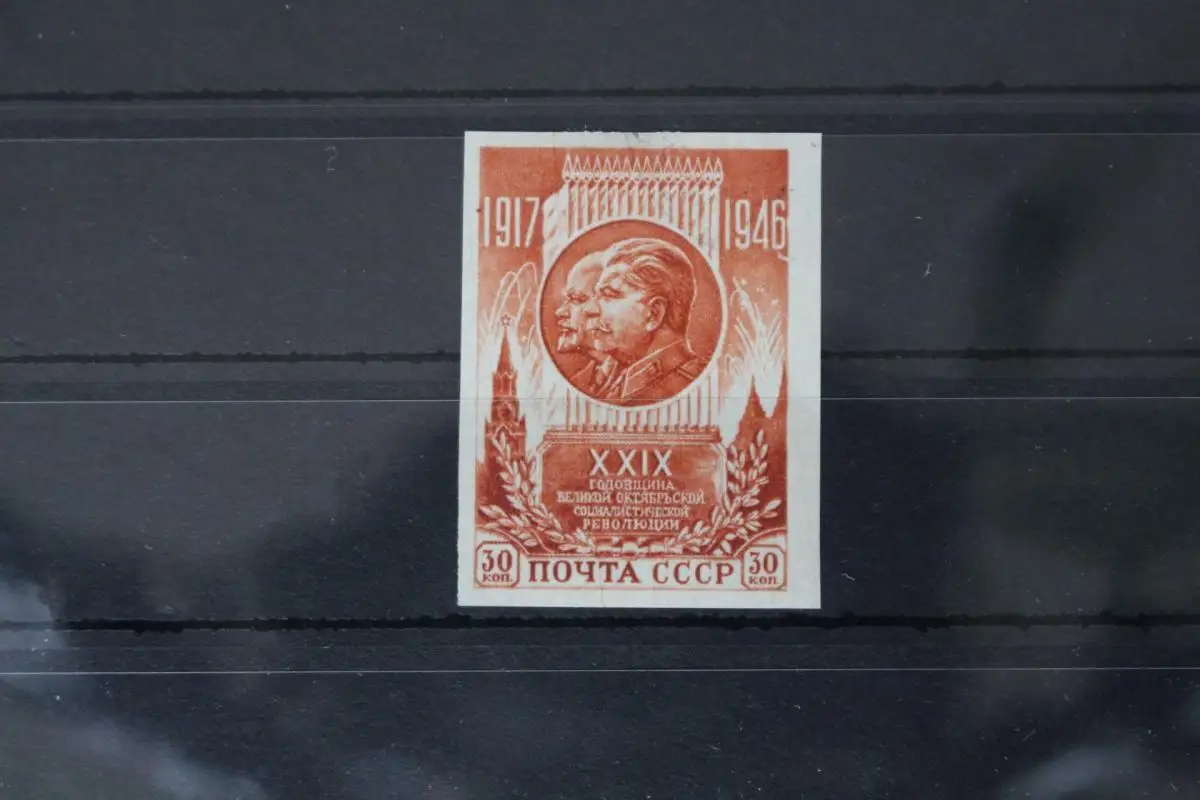 1917 1946
XXIX
ГОДОВЩИНА
ВЕЛИКОЙ ОКТЯБРЬСКОЙ
СОЦИАЛИСТИЧЕСКОЙ
РЕВОЛЮЦИИ
30 КОП. ПОЧТА СССР 30 КОП.